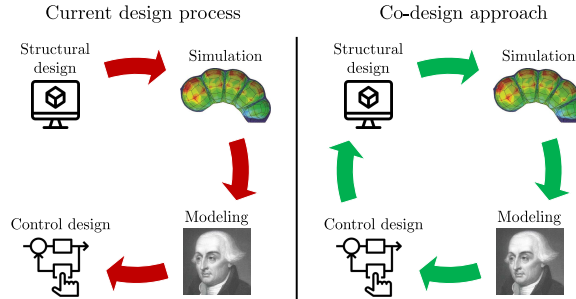 Current design process
Structural
design
Simulation
Control design
Modeling
Co-design approach
Structural
design
Simulation
Control design
Modeling